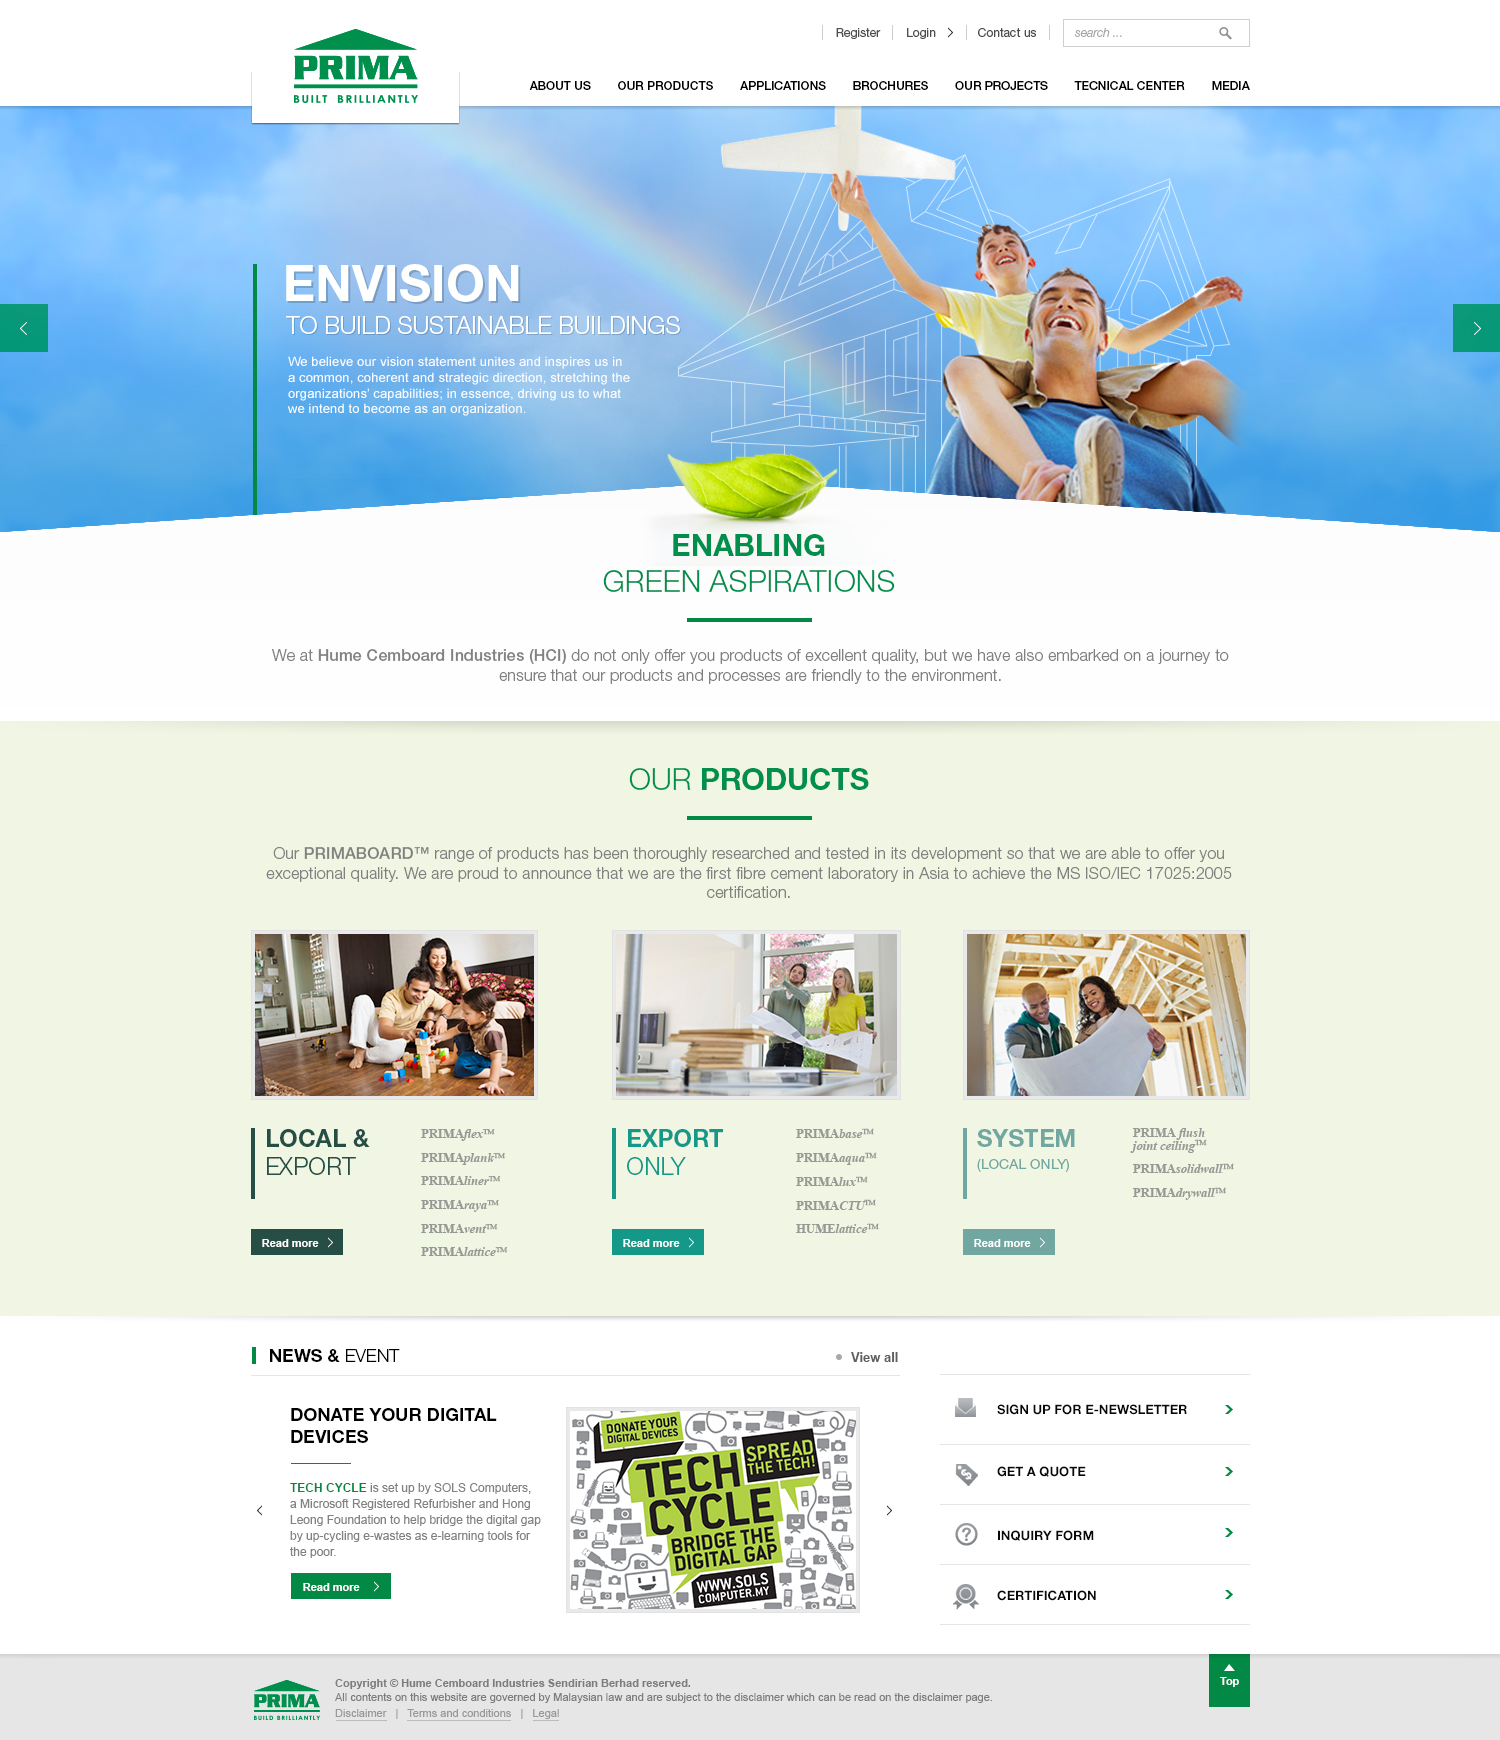 PRIMA
BUILT BRILLIANTLY
Register
Login
Contact us
search ...
ABOUT US
OUR PRODUCTS
APPLICATIONS
BROCHURES
OUR PROJECTS
TECNICAL CENTER
MEDIA
ENVISION
TO BUILD SUSTAINABLE BUILDINGS
We believe our vision statement unites and inspires us in
a common, coherent and strategic direction, stretching the
organizations' capabilities; in essence, driving us to what
we intend to become as an organization.
ENABLING
GREEN ASPIRATIONS
We at Hume Cemboard Industries (HCI) do not only offer you products of excellent quality, but we have also embarked on a journey to
ensure that our products and processes are friendly to the environment.
OUR PRODUCTS
Our PRIMABOARD™ range of products has been thoroughly researched and tested in its development so that we are able to offer you
exceptional quality. We are proud to announce that we are the first fibre cement laboratory in Asia to achieve the MS ISO/IEC 17025:2005
certification.
LOCAL &
EXPORT
Read more
PRIMAflex™
PRIMAplank™
PRIMAliner™
PRIMAraya™
PRIMAvent™
PRIMAlattice™
EXPORT
ONLY
Read more
PRIMAbase™
PRIMAaqua™
PRIMAlux™
PRIMACTU™
HUMElattice™
SYSTEM
(LOCAL ONLY)
Read more
PRIMA flush
joint ceiling™
PRIMAsolidwall™
PRIMAdrywall™
NEWS & EVENT
View all
DONATE YOUR DIGITAL
DEVICES
TECH CYCLE is set up by SOLS Computers,
a Microsoft Registered Refurbisher and Hong
Leong Foundation to help bridge the digital gap
by up-cycling e-wastes as e-learning tools for
the poor.
Read more
DONATE YOUR
DIGITAL DEVICES
SPREAD
THE TECH!
TECH
CYCLE
BRIDGE THE
DIGITAL GAP
WWW.SOLS
COMPUTER.MY
SIGN UP FOR E-NEWSLETTER
GET A QUOTE
INQUIRY FORM
CERTIFICATION
PRIMA
BUILD BRILLIANTLY
Copyright © Hume Cemboard Industries Sendirian Berhad reserved.
All contents on this website are governed by Malaysian law and are subject to the disclaimer which can be read on the disclaimer page.
Disclaimer | Terms and conditions | Legal
Top